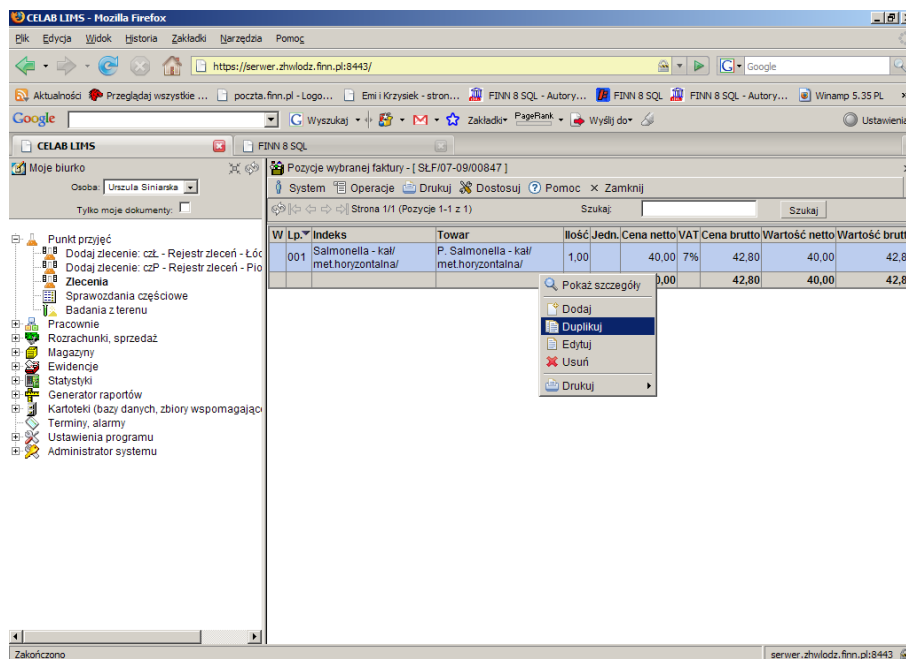 CELAB LIMS - Mozilla Firefox
Plik Edycja Widok Historia Zakładki Narzędzia Pomoc
https://serwer.zhwlodz.finn.pl:8443/ Google
Aktualności Przeglądaj wszystkie ... poczta.finn.pl - Logo... Emi i Krzysiek - stron... FINN 8 SQL - Autory... FINN 8 SQL FINN 8 SQL - Autory... Winamp 5.35 PL
Google Wyszukaj Zakładki PageRank Wyślij do Ustawienia
CELAB LIMS FINN 8 SQL
Moje biurko
Osoba: Urszula Siniarska
Tylko moje dokumenty:
Punkt przyjęć
Dodaj zlecenie: czŁ - Rejestr zleceń - Łóc
Dodaj zlecenie: czP - Rejestr zleceń - Pio
Zlecenia
Sprawozdania częściowe
Badania z terenu
Pracownie
Rozrachunki, sprzedaż
Magazyny
Ewidencje
Statystyki
Generator raportów
Kartoteki (bazy danych, zbiory wspomagając
Terminy, alarmy
Ustawienia programu
Administrator systemu
Pozycje wybranej faktury - [ SŁF/07-09/00847 ]
System Operacje Drukuj Dostosuj Pomoc Zamknij
Strona 1/1 (Pozycje 1-1 z 1) Szukaj: Szukaj
W Lp. Indeks Towar Ilość Jedn. Cena netto VAT Cena brutto Wartość netto Wartość brutt
001 Salmonella - kał/ met.horyzontalna/ P. Salmonella - kał/ met.horyzontalna/ 1,00 40,00 7% 42,80 40,00 42,8
0,00 42,80 40,00 42,8
Pokaż szczegóły
Dodaj
Duplikuj
Edytuj
Usuń
Drukuj
Zakończono serwer.zhwlodz.finn.pl:8443